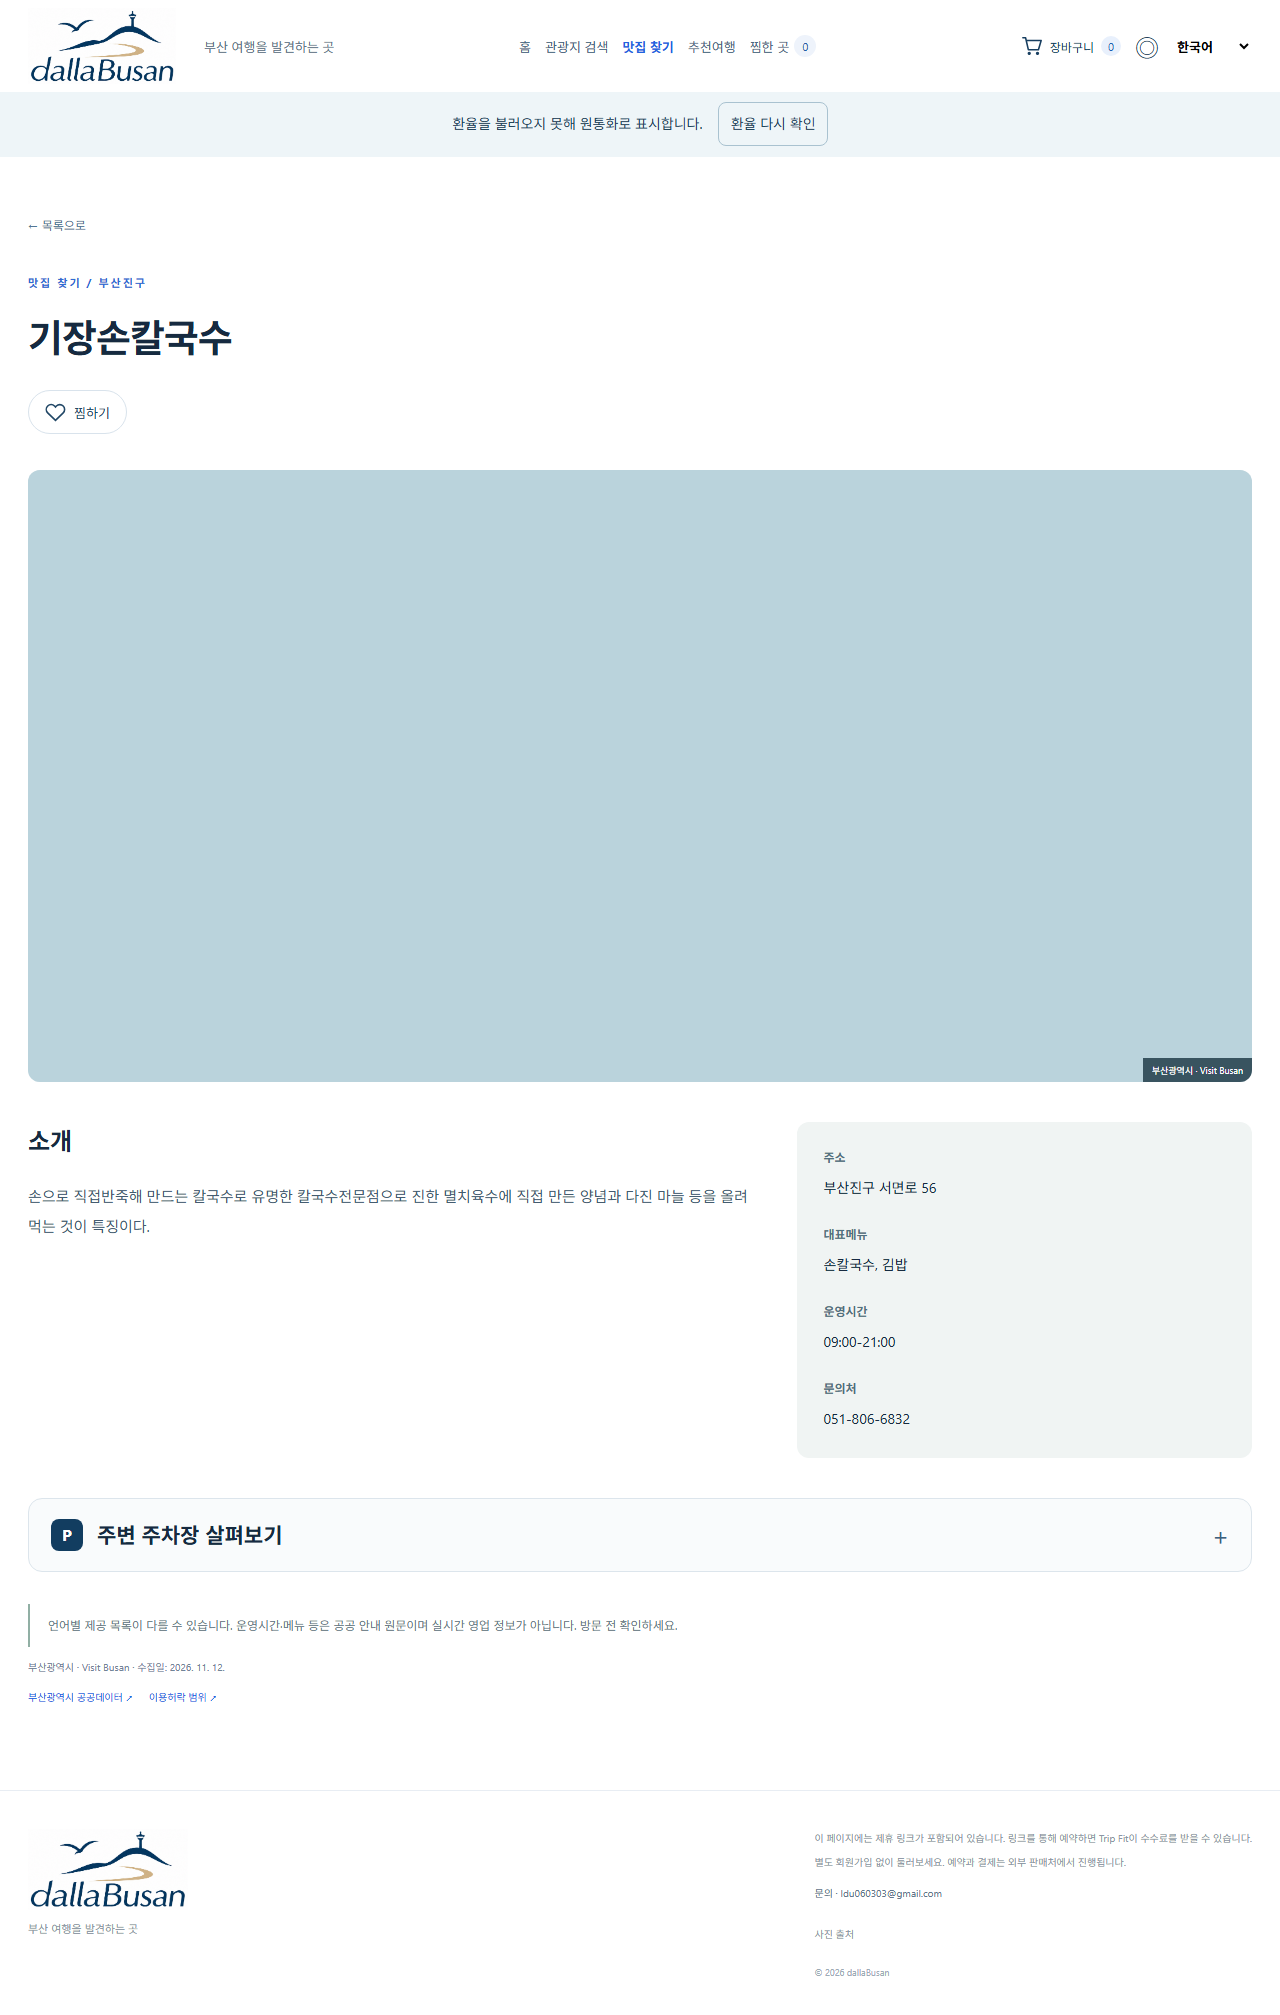 dallaBusan
부산 여행을 발견하는 곳
홈 관광지 검색 맛집 찾기 추천여행 찜한 곳 0
장바구니 0
한국어
환율을 불러오지 못해 원통화로 표시합니다.
환율 다시 확인
← 목록으로
맛집 찾기 / 부산진구
기장손칼국수
찜하기
부산광역시 · Visit Busan
소개
손으로 직접반죽해 만드는 칼국수로 유명한 칼국수전문점으로 진한 멸치육수에 직접 만든 양념과 다진 마늘 등을 올려
먹는 것이 특징이다.
주소
부산진구 서면로 56
대표메뉴
손칼국수, 김밥
운영시간
09:00-21:00
문의처
051-806-6832
P 주변 주차장 살펴보기 +
언어별 제공 목록이 다를 수 있습니다. 운영시간·메뉴 등은 공공 안내 원문이며 실시간 영업 정보가 아닙니다. 방문 전 확인하세요.
부산광역시 · Visit Busan · 수집일: 2026. 11. 12.
부산광역시 공공데이터 ↗ 이용허락 범위 ↗
dallaBusan
부산 여행을 발견하는 곳
이 페이지에는 제휴 링크가 포함되어 있습니다. 링크를 통해 예약하면 Trip Fit이 수수료를 받을 수 있습니다.
별도 회원가입 없이 둘러보세요. 예약과 결제는 외부 판매처에서 진행됩니다.
문의 · ldu060303@gmail.com
사진 출처
© 2026 dallaBusan